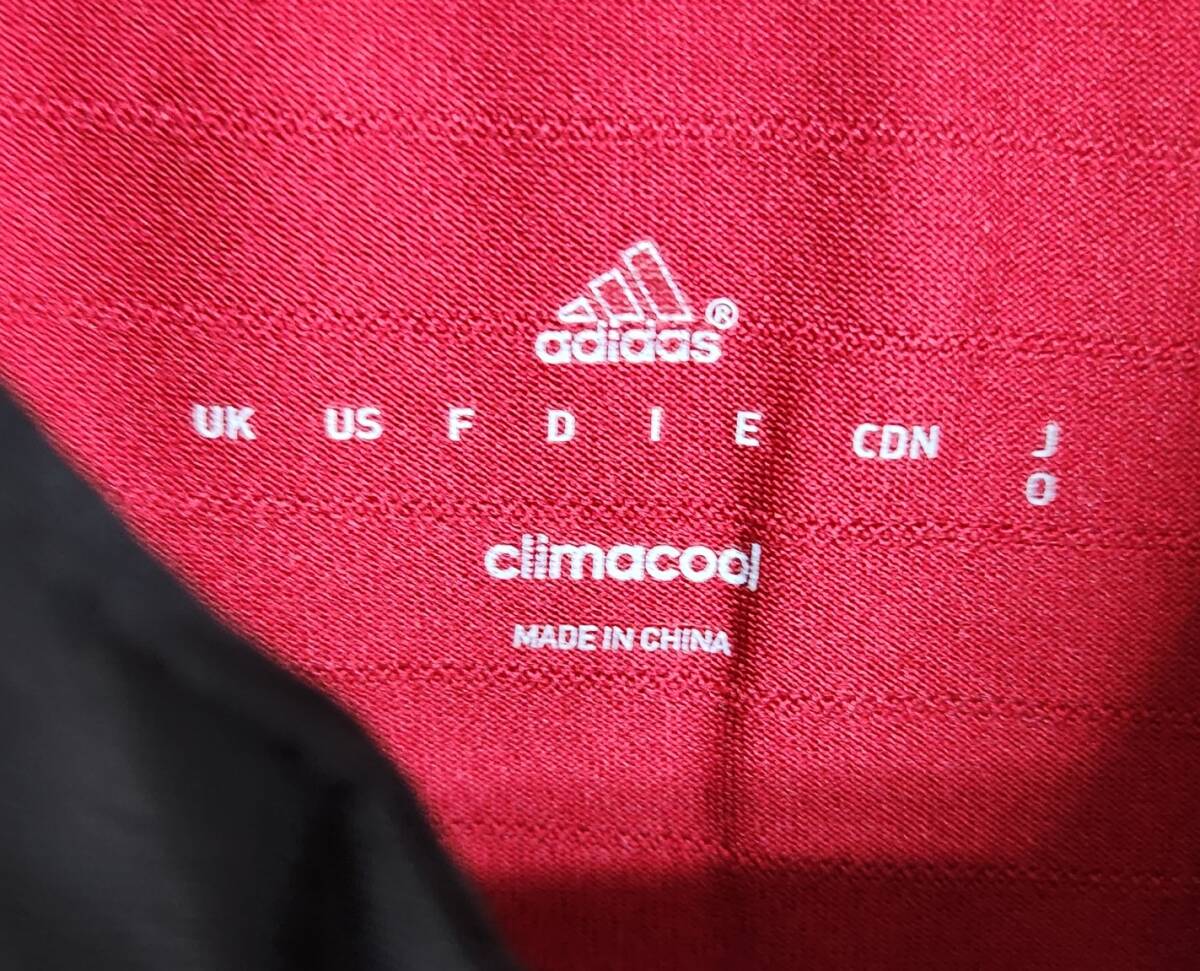 adidas®
UK US F D I E CDN J
O
climacool
MADE IN CHINA